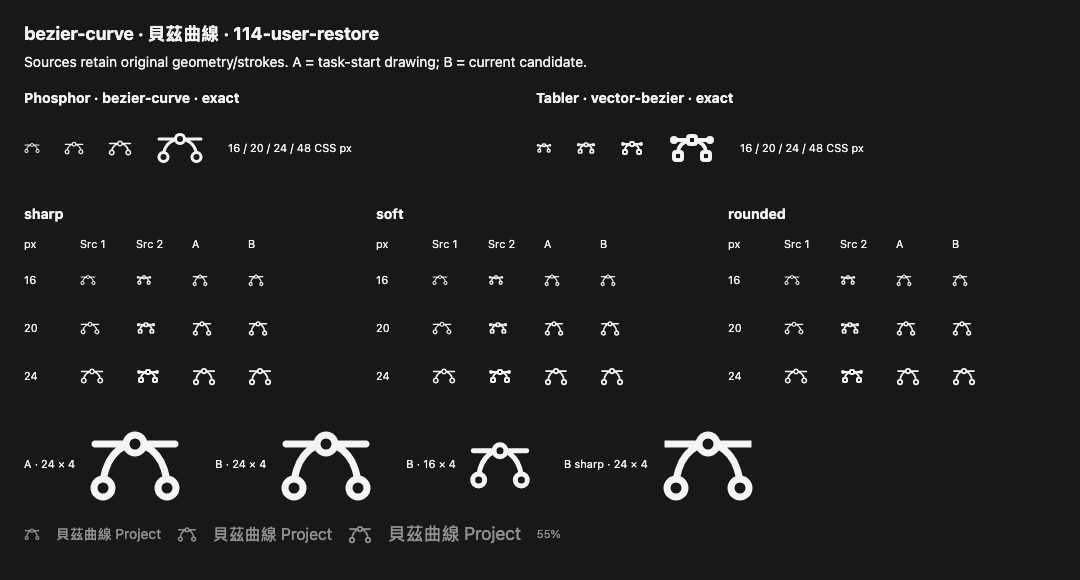 bezier-curve · 貝茲曲線 · 114-user-restore
Sources retain original geometry/strokes. A = task-start drawing; B = current candidate.
Phosphor · bezier-curve · exact
Tabler · vector-bezier · exact
16 / 20 / 24 / 48 CSS px
16 / 20 / 24 / 48 CSS px
sharp
soft
rounded
px Src 1 Src 2 A B
px Src 1 Src 2 A B
px Src 1 Src 2 A B
16
16
16
20
20
20
24
24
24
A · 24 × 4
B · 24 × 4
B · 16 × 4
B sharp · 24 × 4
貝茲曲線 Project
貝茲曲線 Project
貝茲曲線 Project
55%